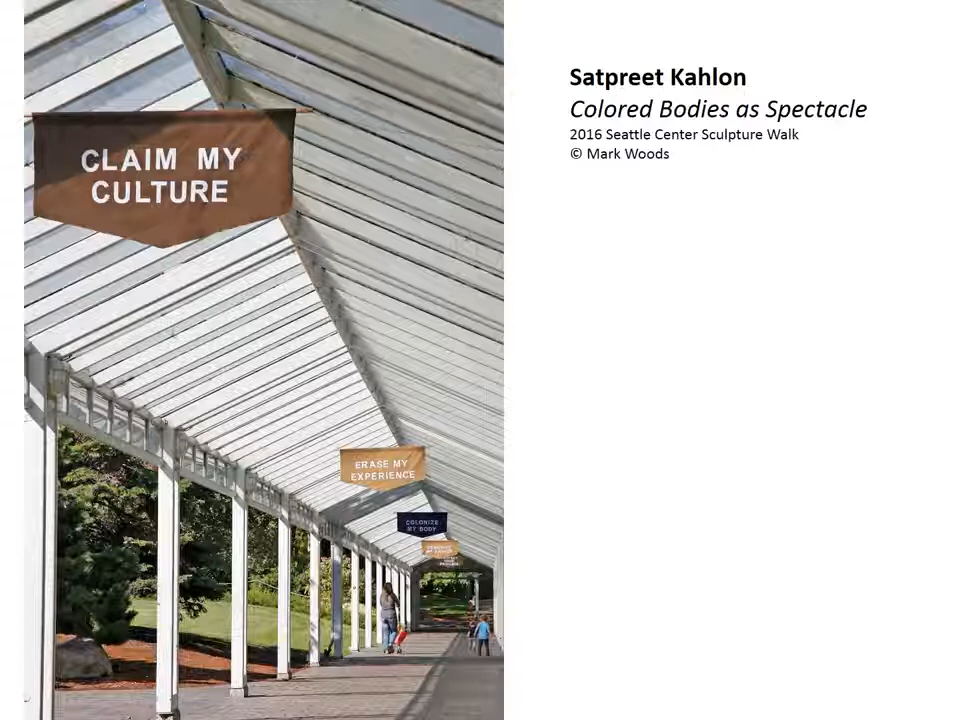 CLAIM MY
CULTURE
ERASE MY
EXPERIENCE
COLONIZE
MY BODY
Satpreet Kahlon
Colored Bodies as Spectacle
2016 Seattle Center Sculpture Walk
© Mark Woods